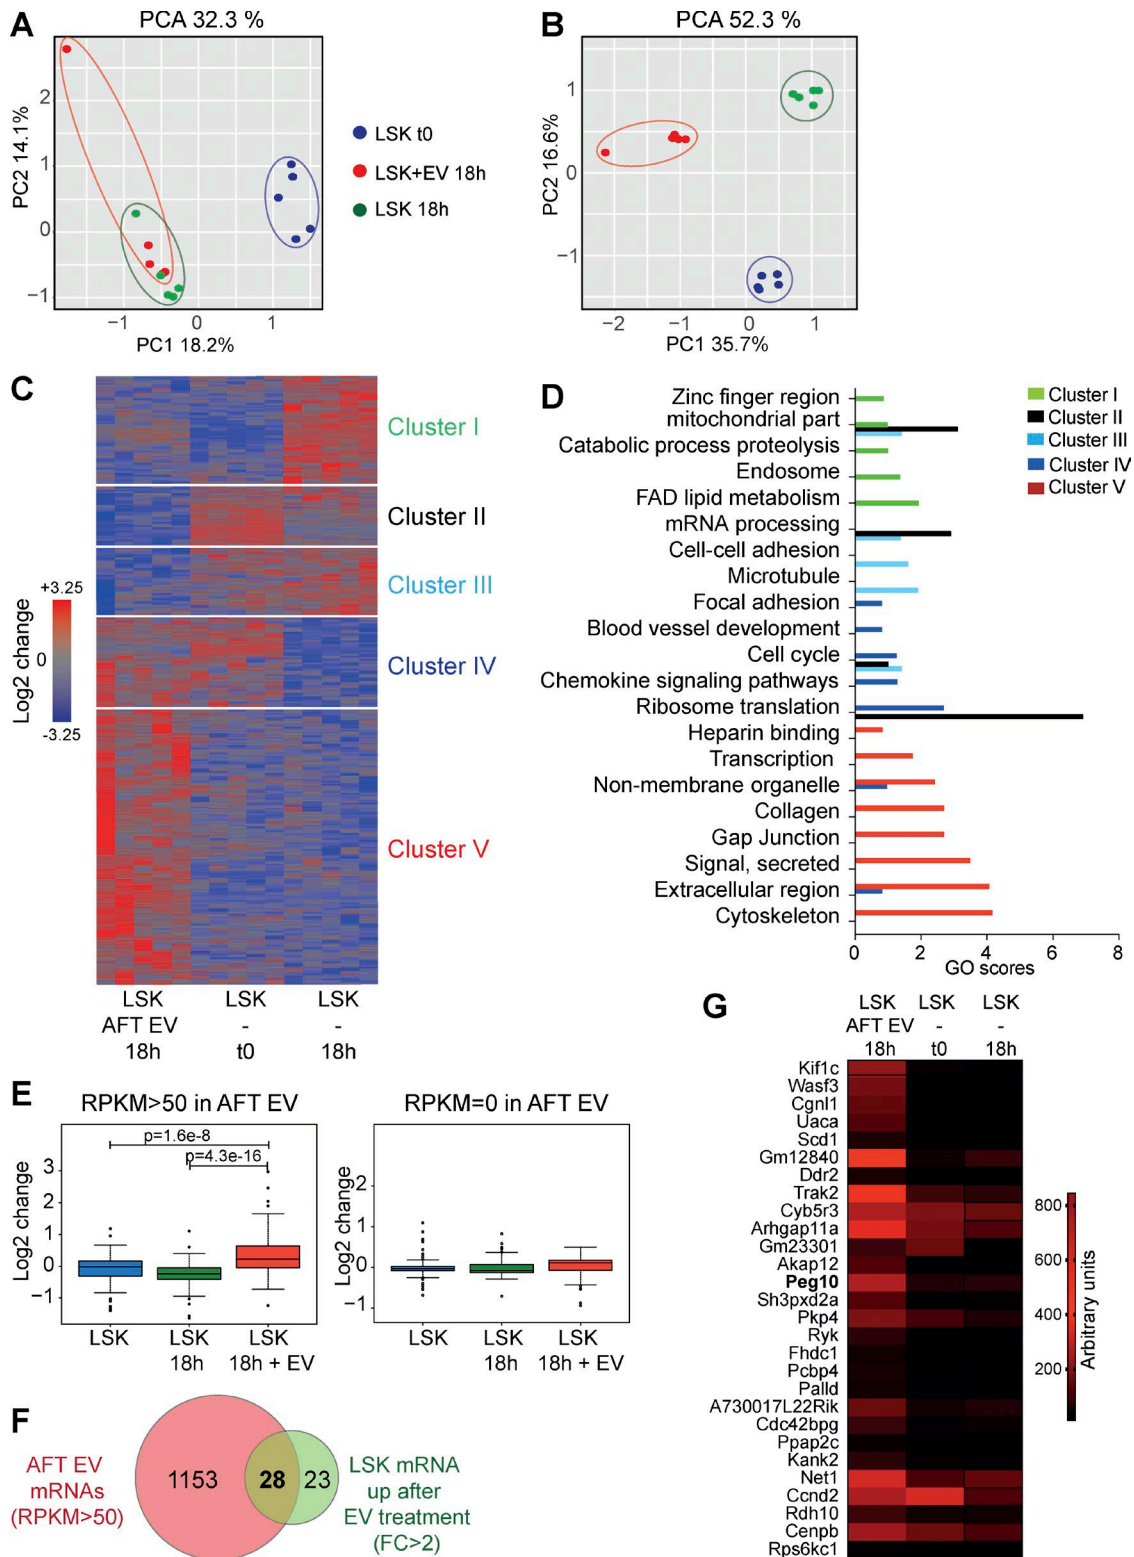 A
PCA 32.3 %
2
1
0
−1
PC2 14.1%
−1
0
1
PC1 18.2%
LSK t0
LSK+EV 18h
LSK 18h
B
PCA 52.3 %
1
0
−1
PC2 16.6%
−2
−1
0
1
PC1 35.7%
C
Cluster I
Cluster II
Cluster III
Cluster IV
Cluster V
+3.25
0
-3.25
Log2 change
LSK
LSK
LSK
AFT EV
-
-
18h
t0
18h
D
Zinc finger region
mitochondrial part
Catabolic process proteolysis
Endosome
FAD lipid metabolism
mRNA processing
Cell-cell adhesion
Microtubule
Focal adhesion
Blood vessel development
Cell cycle
Chemokine signaling pathways
Ribosome translation
Heparin binding
Transcription
Non-membrane organelle
Collagen
Gap Junction
Signal, secreted
Extracellular region
Cytoskeleton
0
2
4
6
8
GO scores
Cluster I
Cluster II
Cluster III
Cluster IV
Cluster V
E
RPKM>50 in AFT EV
p=1.6e-8
p=4.3e-16
3
2
1
0
−1
Log2 change
LSK
LSK
18h
LSK
18h + EV
RPKM=0 in AFT EV
2
1
0
−1
Log2 change
LSK
LSK
18h
LSK
18h + EV
F
AFT EV
mRNAs
(RPKM>50)
1153
28
23
LSK mRNA
up after
EV treatment
(FC>2)
G
LSK
LSK
LSK
AFT EV
-
-
18h
t0
18h
Kif1c
Wasf3
Cgnl1
Uaca
Scd1
Gm12840
Ddr2
Trak2
Cyb5r3
Arhgap11a
Gm23301
Akap12
Peg10
Sh3pxd2a
Pkp4
Ryk
Fhdc1
Pcbp4
Palld
A730017L22Rik
Cdc42bpg
Ppap2c
Kank2
Net1
Ccnd2
Rdh10
Cenpb
Rps6kc1
800
600
400
200
Arbitrary units